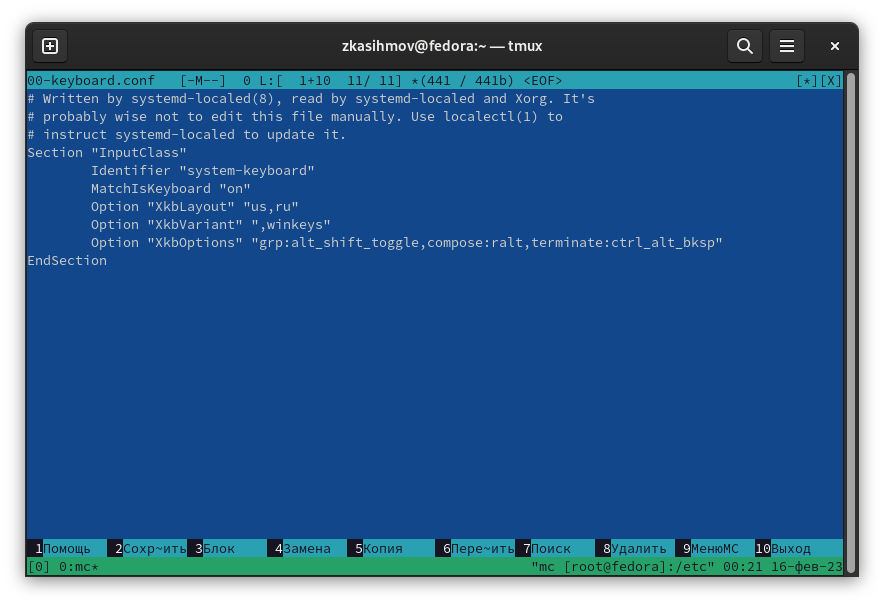 zkasihmov@fedora:~ — tmux
00-keyboard.conf   [-M--]  0 L:[  1+10  11/ 11] *(441 / 441b) <EOF>                             [*][X]
# Written by systemd-localed(8), read by systemd-localed and Xorg. It's
# probably wise not to edit this file manually. Use localectl(1) to
# instruct systemd-localed to update it.
Section "InputClass"
        Identifier "system-keyboard"
        MatchIsKeyboard "on"
        Option "XkbLayout" "us,ru"
        Option "XkbVariant" ",winkeys"
        Option "XkbOptions" "grp:alt_shift_toggle,compose:ralt,terminate:ctrl_alt_bksp"
EndSection
1Помощь 2Сохр~ить 3Блок 4Замена 5Копия 6Пере~ить 7Поиск 8Удалить 9МенюMC 10Выход
[0] 0:mc* "mc [root@fedora]:/etc" 00:21 16-фев-23